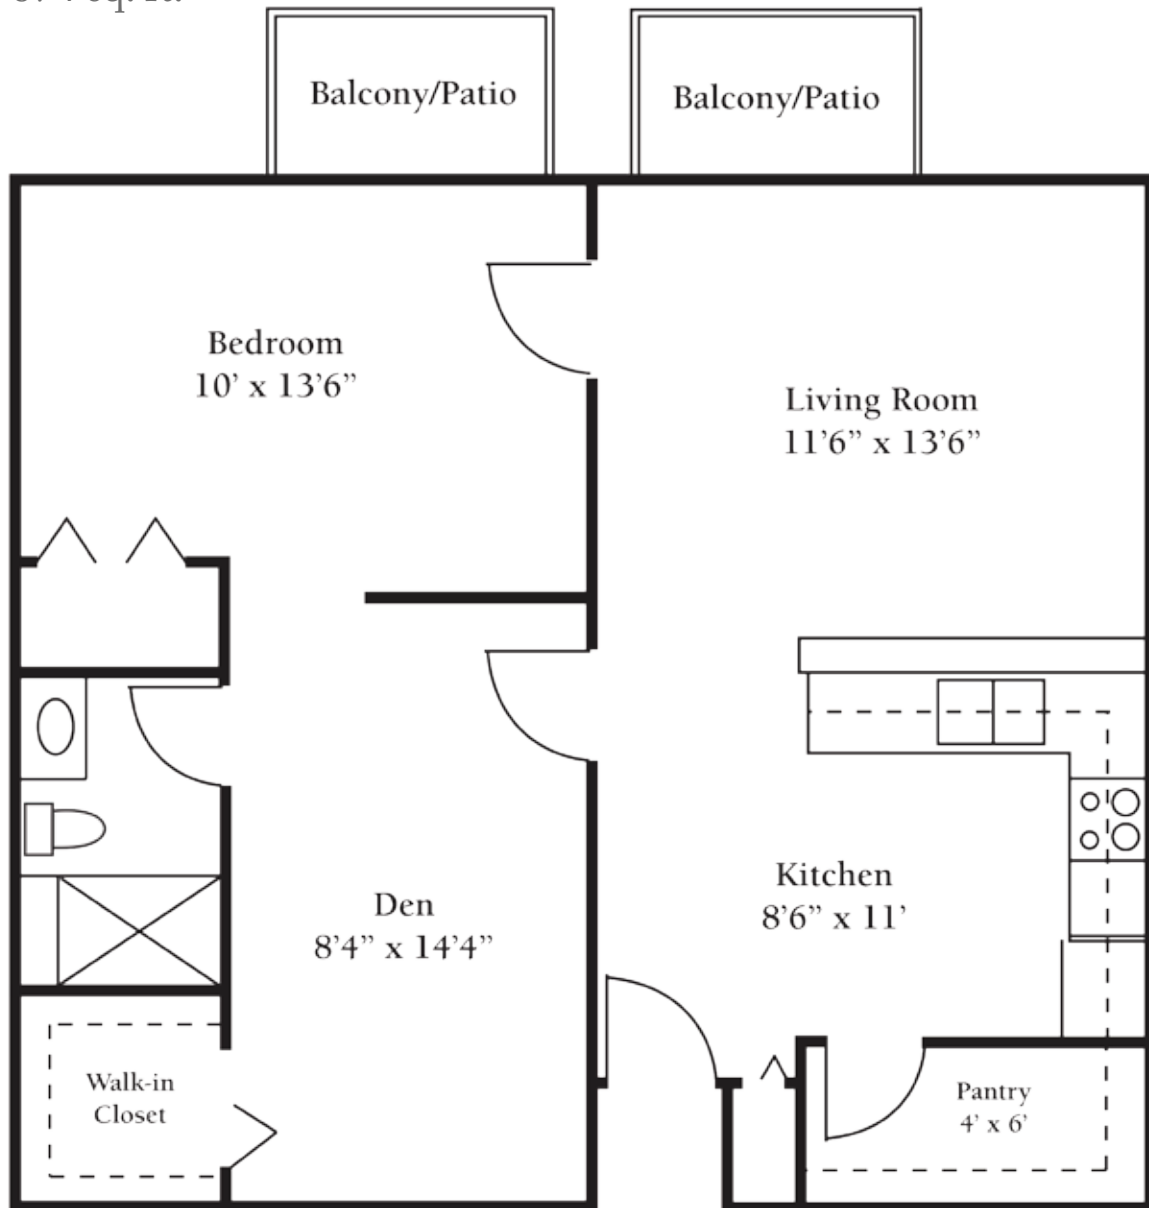 Balcony/Patio
Balcony/Patio
Bedroom
10’ x 13’6”
Living Room
11’6” x 13’6”
Kitchen
8’6” x 11'
Den
8’4” x 14’4”
Walk-in
Closet
Pantry
4’ x 6’